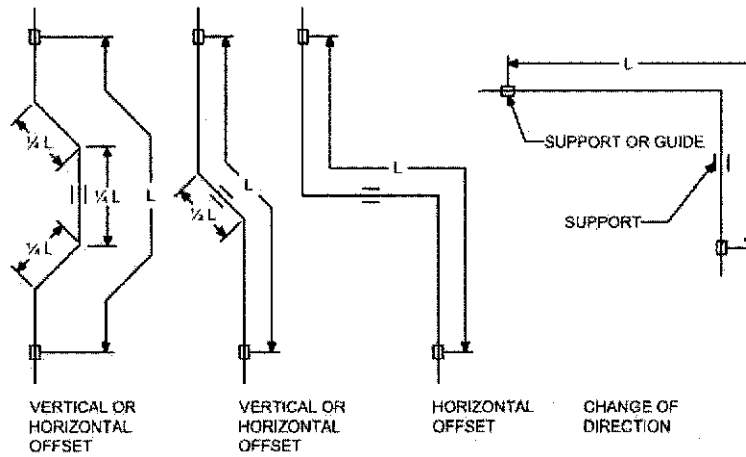 L
¼ L
¼ L
L
¼ L
L
½ L
L
SUPPORT OR GUIDE
SUPPORT
VERTICAL OR
HORIZONTAL
OFFSET
VERTICAL OR
HORIZONTAL
OFFSET
HORIZONTAL
OFFSET
CHANGE OF
DIRECTION